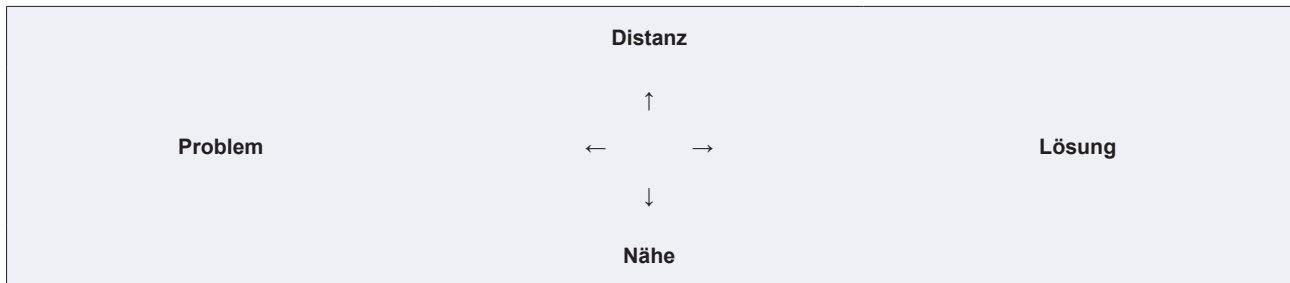 Distanz
↑
Problem ← → Lösung
↓
Nähe